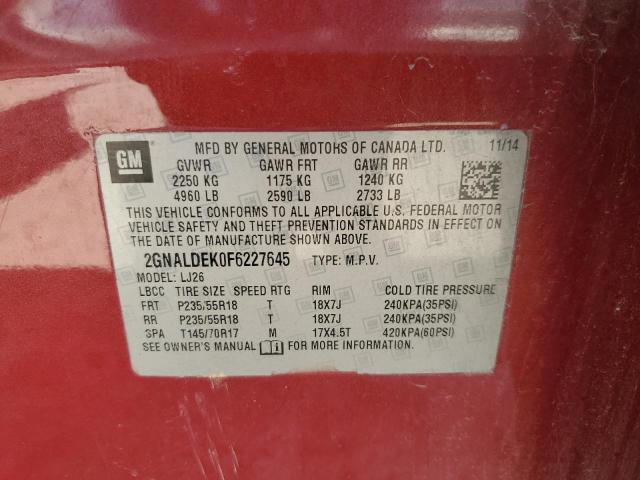 GM
MFD BY GENERAL MOTORS OF CANADA LTD. 11/14
GVWR GAWR FRT GAWR RR
2250 KG 1175 KG 1240 KG
4960 LB 2590 LB 2733 LB
THIS VEHICLE CONFORMS TO ALL APPLICABLE U.S. FEDERAL MOTOR
VEHICLE SAFETY AND THEFT PREVENTION STANDARDS IN EFFECT ON
THE DATE OF MANUFACTURE SHOWN ABOVE.
2GNALDEK0F6227645 TYPE: M.P.V.
MODEL: LJ26
LBCC TIRE SIZE SPEED RTG RIM COLD TIRE PRESSURE
FRT P235/55R18 T 18X7J 240KPA(35PSI)
RR P235/55R18 T 18X7J 240KPA(35PSI)
SPA T145/70R17 M 17X4.5T 420KPA(60PSI)
SEE OWNER'S MANUAL FOR MORE INFORMATION.